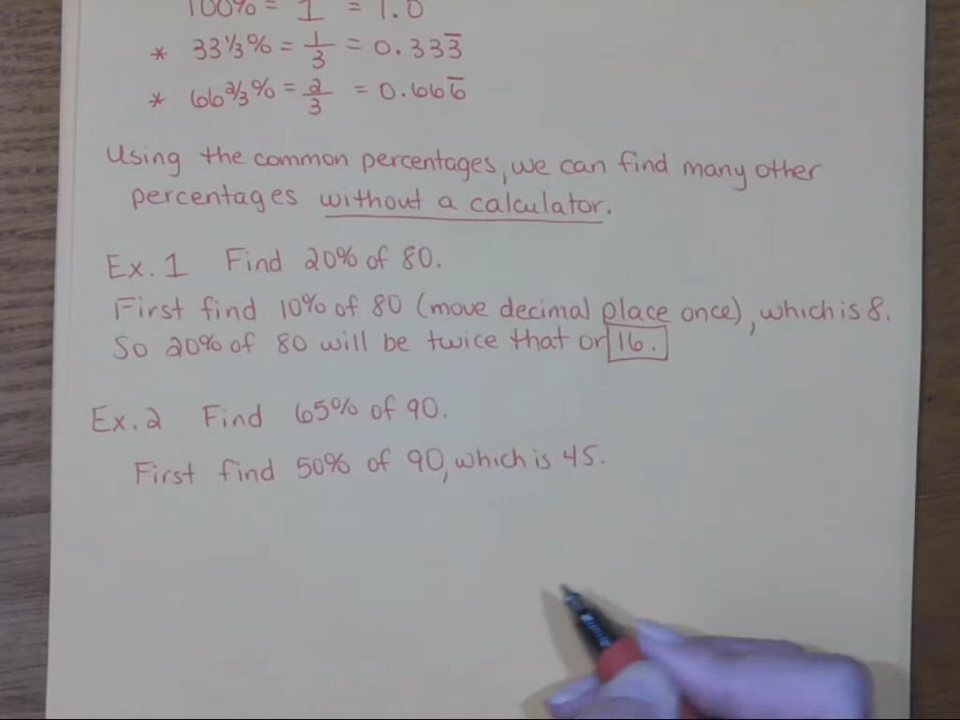 100% = 1 = 1.0
* 33⅓% = 1/3 = 0.333̅
* 66⅔% = 2/3 = 0.666̅
Using the common percentages, we can find many other
percentages without a calculator.
Ex. 1 Find 20% of 80.
First find 10% of 80 (move decimal place once), which is 8.
So 20% of 80 will be twice that or 16.
Ex. 2 Find 65% of 90.
First find 50% of 90, which is 45.